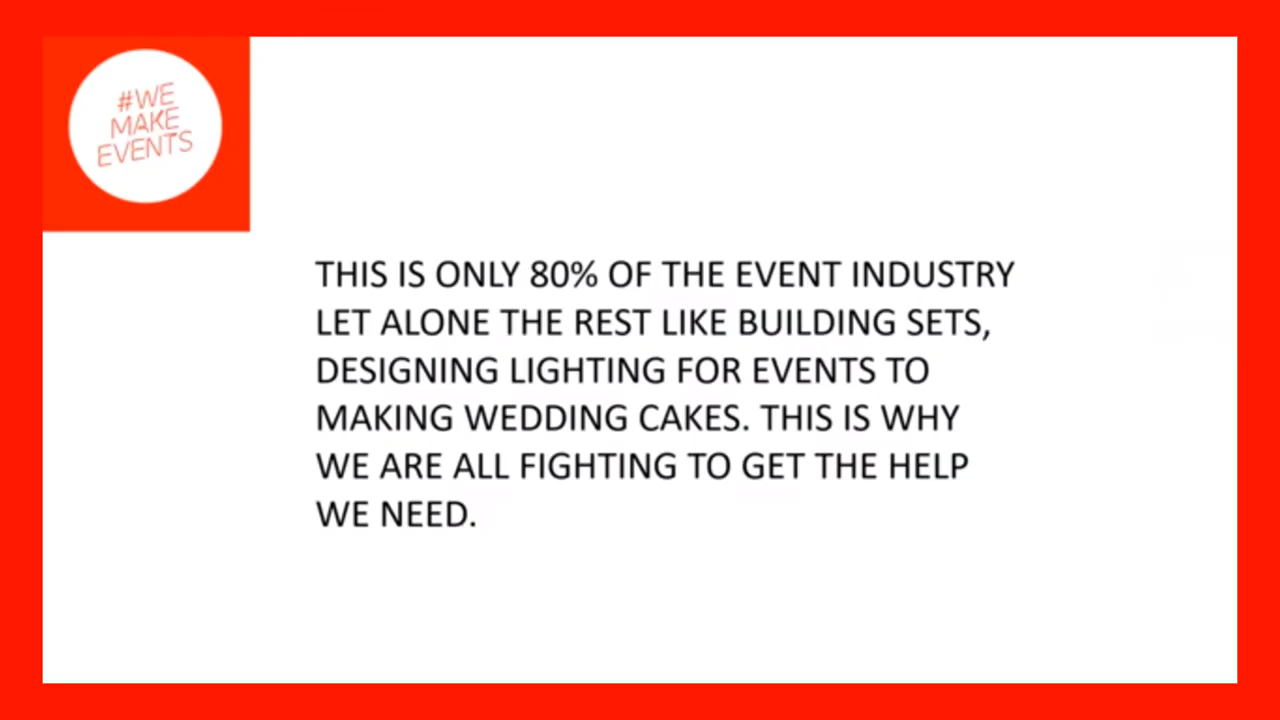 #WE
MAKE
EVENTS
THIS IS ONLY 80% OF THE EVENT INDUSTRY
LET ALONE THE REST LIKE BUILDING SETS,
DESIGNING LIGHTING FOR EVENTS TO
MAKING WEDDING CAKES. THIS IS WHY
WE ARE ALL FIGHTING TO GET THE HELP
WE NEED.